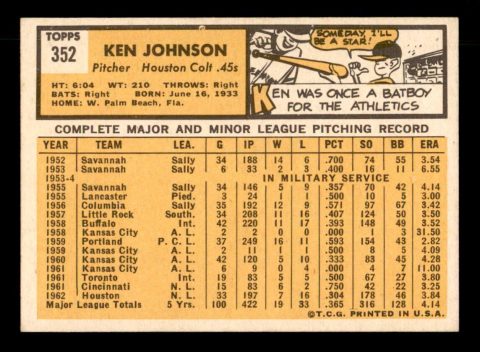 TOPPS
352
KEN JOHNSON
Pitcher Houston Colt .45s
HT: 6:04 WT: 210 THROWS: Right
BATS: Right BORN: June 16, 1933
HOME: W. Palm Beach, Fla.
SOMEDAY, I'LL BE A STAR!
KEN WAS ONCE A BATBOY
FOR THE ATHLETICS
COMPLETE MAJOR AND MINOR LEAGUE PITCHING RECORD
YEAR TEAM LEA. G IP W L PCT SO BB ERA
1952 Savannah Sally 34 188 14 6 .700 74 55 3.54
1953 Savannah Sally 6 33 2 3 .400 16 11 6.55
1953-4 IN MILITARY SERVICE
1955 Savannah Sally 34 146 5 9 .357 70 42 4.14
1955 Lancaster Pied. 3 24 1 1 .500 10 5 3.00
1956 Columbia Sally 35 192 12 9 .571 97 67 3.42
1957 Little Rock South. 34 208 11 16 .407 124 50 3.50
1958 Buffalo Int. 42 220 11 17 .393 118 47 3.72
1958 Kansas City A. L. 2 2 0 0 .000 1 3 31.50
1959 Portland P. C. L. 37 249 16 11 .593 154 43 2.82
1959 Kansas City A. L. 2 11 1 1 .500 8 5 4.09
1960 Kansas City A. L. 42 120 5 10 .333 83 45 4.28
1961 Kansas City A. L. 6 9 0 4 .000 4 7 11.00
1961 Toronto Int. 19 83 5 5 .500 67 27 3.80
1961 Cincinnati N. L. 15 83 6 2 .750 42 22 3.25
1962 Houston N. L. 33 197 7 16 .304 178 46 3.84
Major League Totals 5 Yrs. 100 422 19 33 .365 316 128 4.14
© T.C.G. PRINTED IN U.S.A.